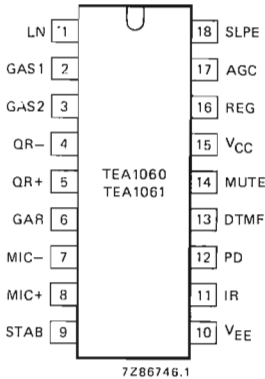 LN 1 18 SLPE
GAS1 2 17 AGC
GAS2 3 16 REG
QR− 4 15 VCC
QR+ 5 TEA1060 14 MUTE
TEA1061
GAR 6 13 DTMF
MIC− 7 12 PD
MIC+ 8 11 IR
STAB 9 10 VEE
7Z86746.1